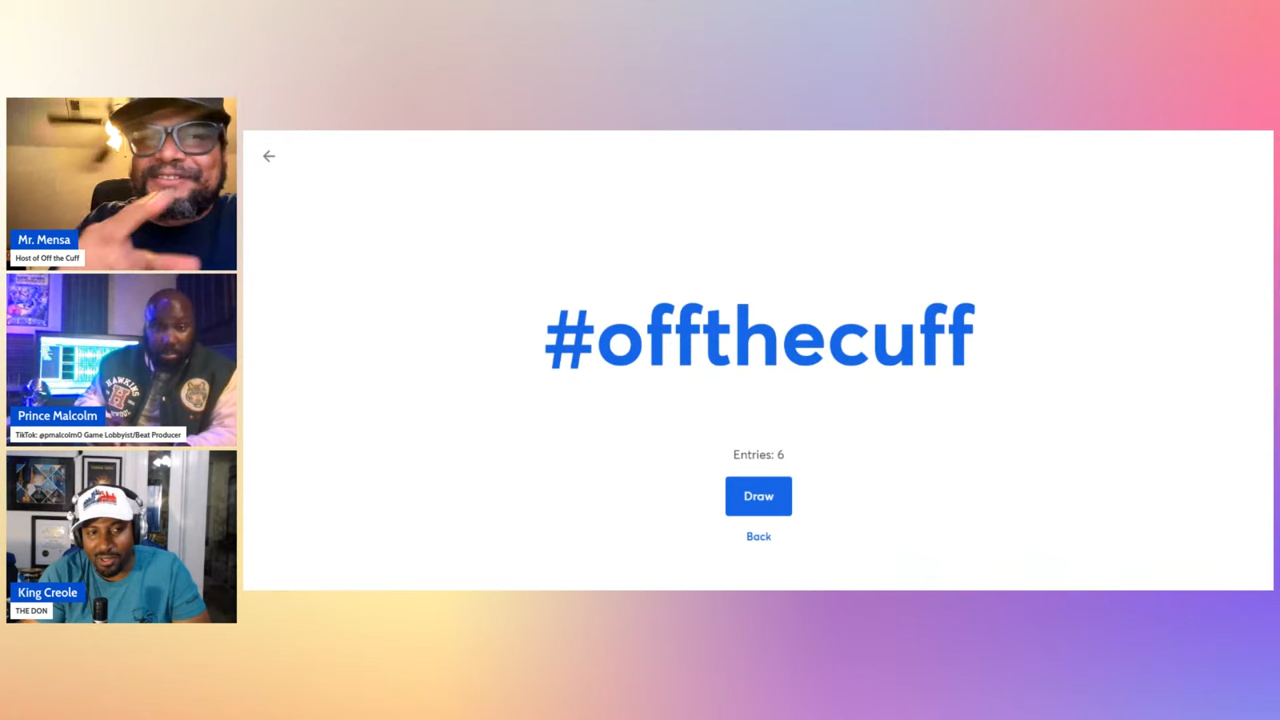 Mr. Mensa
Host of Off the Cuff
HAWKINS
H
Prince Malcolm
TikTok: @pmalcolm0 Game Lobbyist/Beat Producer
King Creole
THE DON
#offthecuff
Entries: 6
Draw
Back